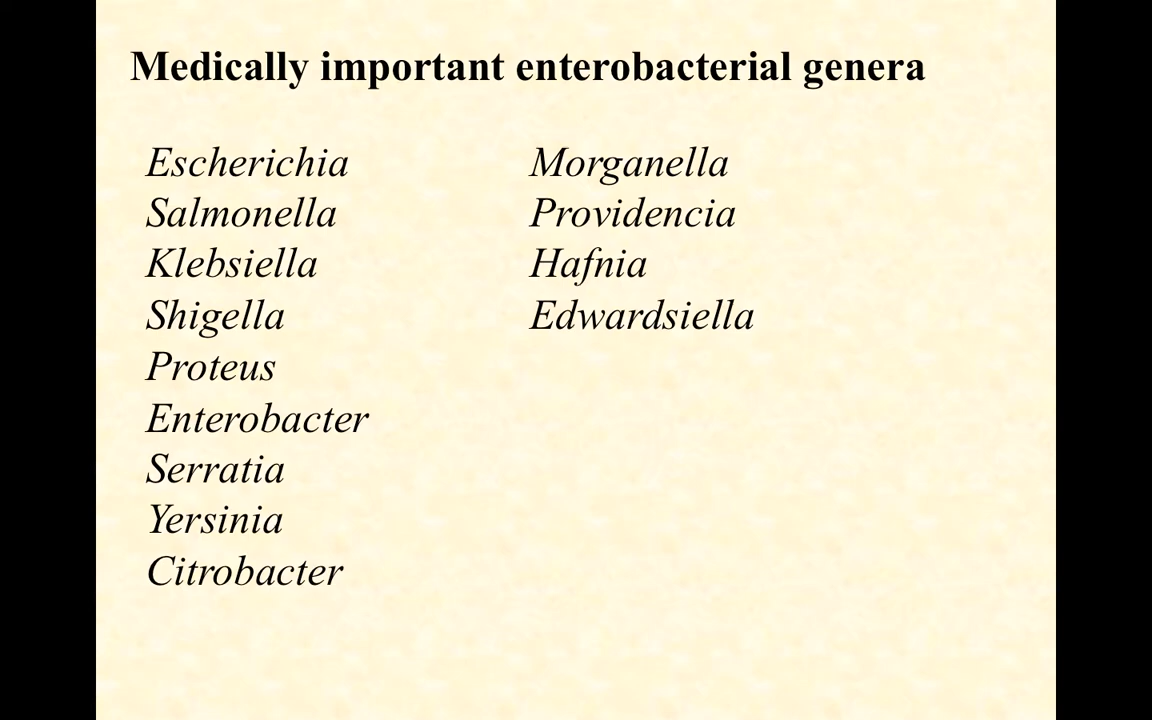 Medically important enterobacterial genera
Escherichia
Salmonella
Klebsiella
Shigella
Proteus
Enterobacter
Serratia
Yersinia
Citrobacter
Morganella
Providencia
Hafnia
Edwardsiella